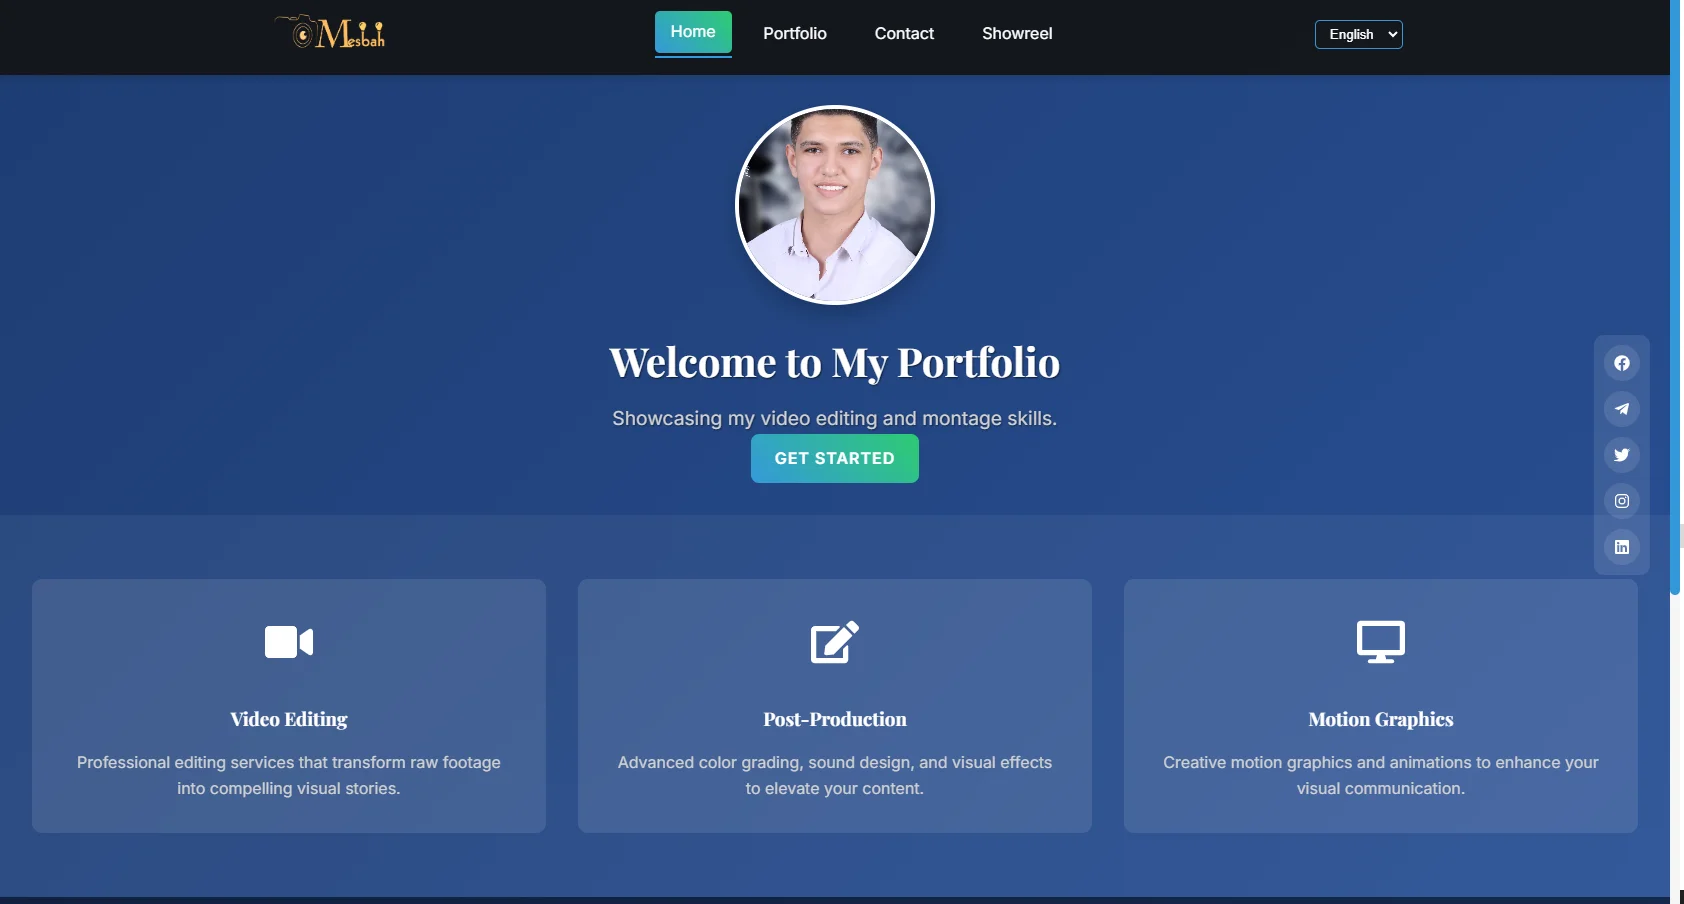 Mesbah
Home
Portfolio
Contact
Showreel
English
Welcome to My Portfolio
Showcasing my video editing and montage skills.
GET STARTED
Video Editing
Professional editing services that transform raw footage
into compelling visual stories.
Post-Production
Advanced color grading, sound design, and visual effects
to elevate your content.
Motion Graphics
Creative motion graphics and animations to enhance your
visual communication.